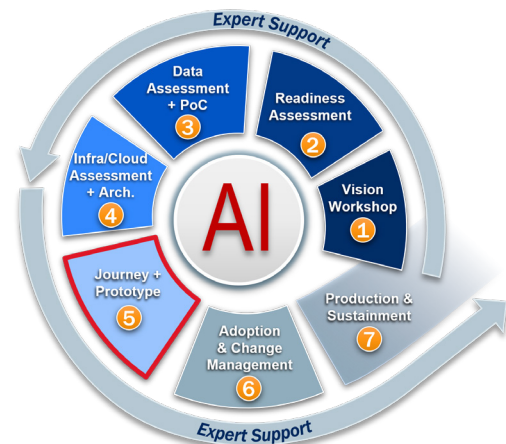 Expert Support
Data
Assessment
+ PoC
3
Readiness
Assessment
2
Infra/Cloud
Assessment
+ Arch.
4
AI
Vision
Workshop
1
Journey +
Prototype
5
Production &
Sustainment
7
Adoption
& Change
Management
6
Expert Support